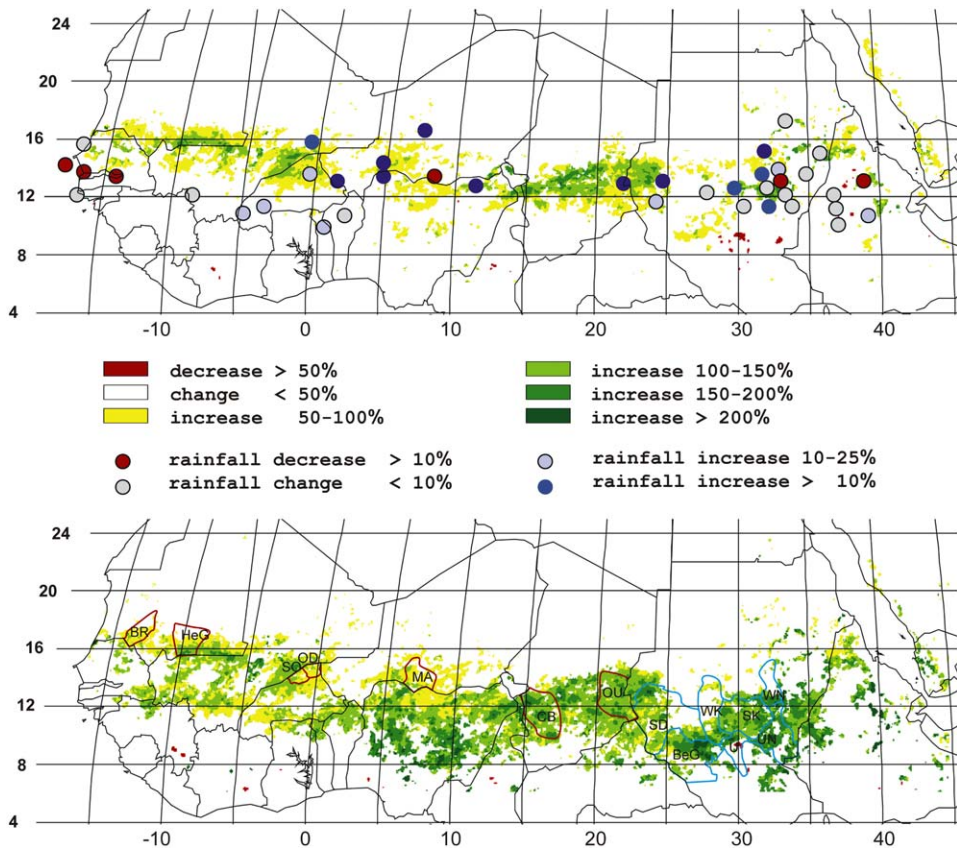 24
20
16
12
8
4
-10 0 10 20 30 40
decrease > 50%
change < 50%
increase 50-100%
increase 100-150%
increase 150-200%
increase > 200%
rainfall decrease > 10%
rainfall change < 10%
rainfall increase 10-25%
rainfall increase > 10%
24
20
BR
HeG
16
OD
SO
MA
OU
WN
12
CB
WK
SK
SD
UN
BeG
8
4
-10 0 10 20 30 40